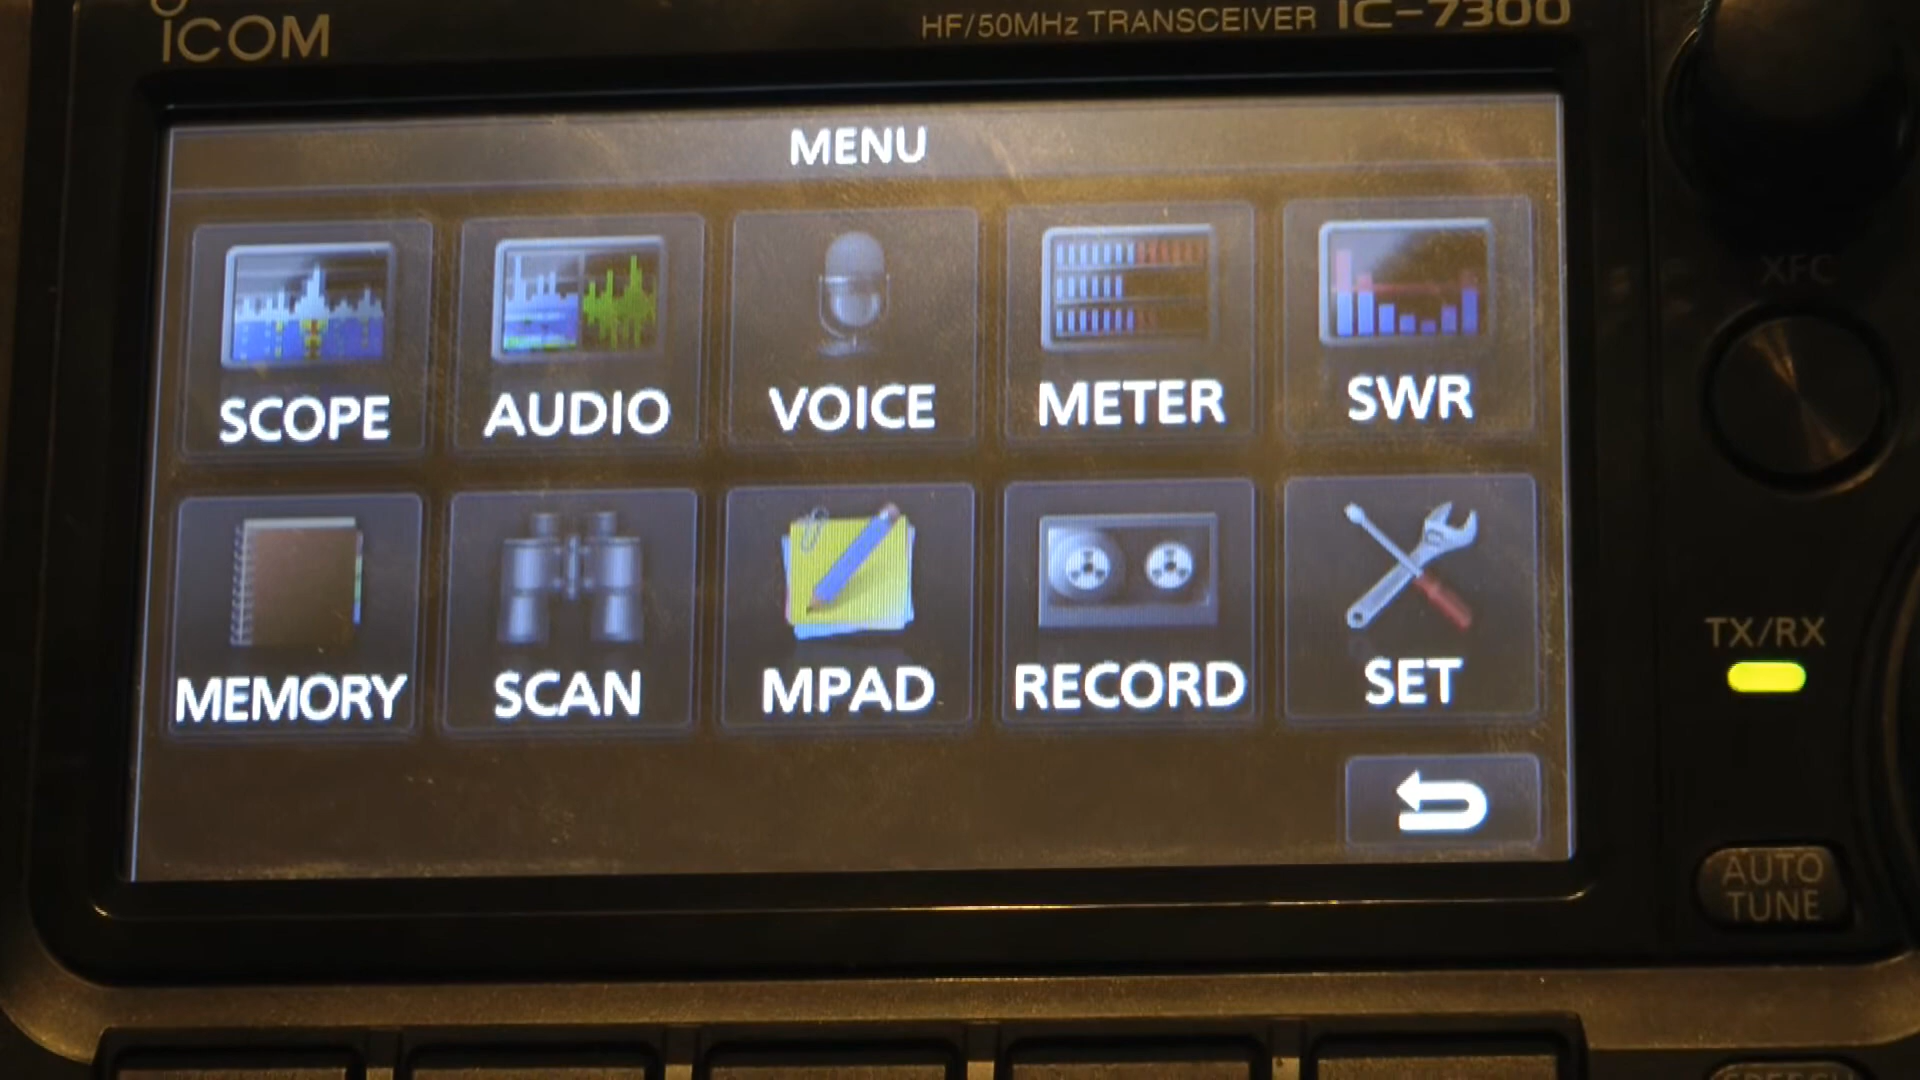 ICOM
HF/50MHz TRANSCEIVER IC-7300
MENU
SCOPE AUDIO VOICE METER SWR
MEMORY SCAN MPAD RECORD SET
XFC
TX/RX
AUTO
TUNE